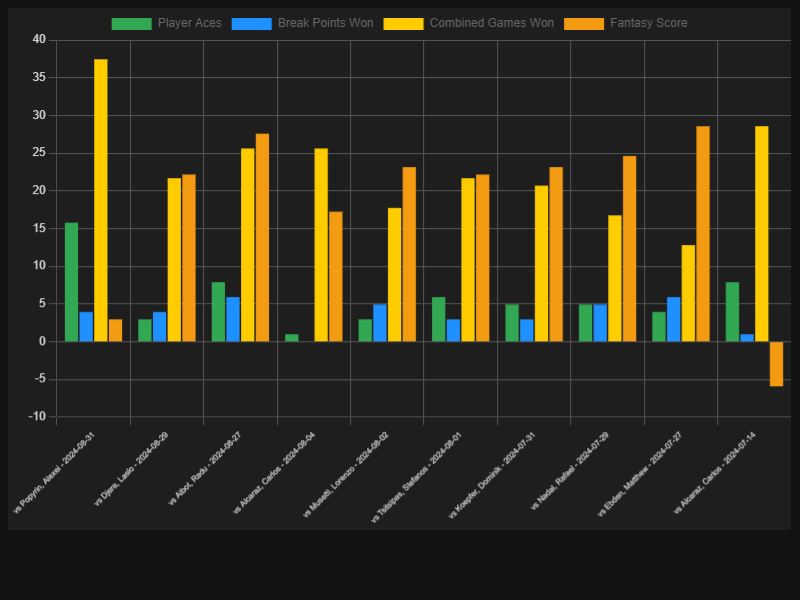 Player Aces Break Points Won Combined Games Won Fantasy Score
40
35
30
25
20
15
10
5
0
-5
-10
vs Popyrin, Alexei - 2024-08-31
vs Djere, Laslo - 2024-08-29
vs Albot, Radu - 2024-08-27
vs Alcaraz, Carlos - 2024-08-04
vs Musetti, Lorenzo - 2024-08-02
vs Tsitsipas, Stefanos - 2024-08-01
vs Koepfer, Dominik - 2024-07-31
vs Nadal, Rafael - 2024-07-29
vs Ebden, Matthew - 2024-07-27
vs Alcaraz, Carlos - 2024-07-14